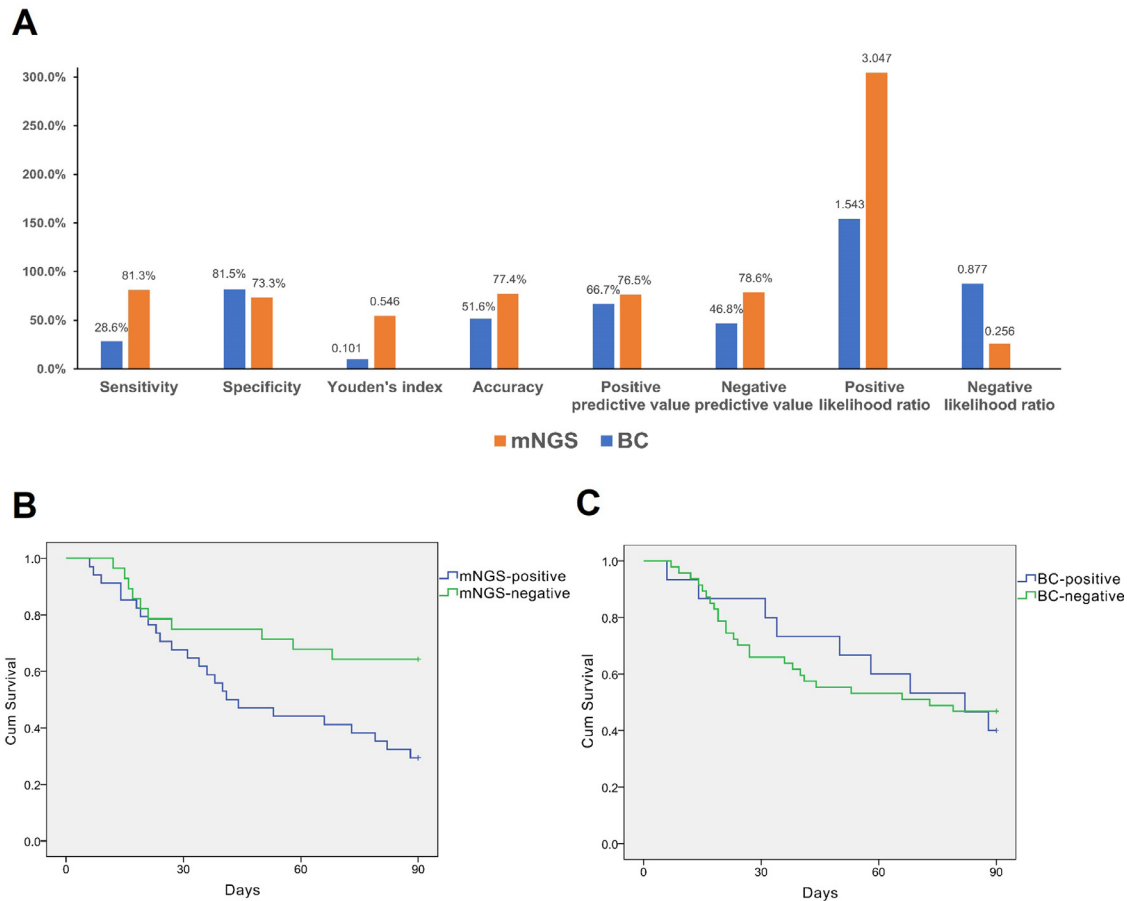 A
300.0%
250.0%
200.0%
150.0%
100.0%
50.0%
0.0%
28.6% 81.3%
81.5% 73.3%
0.101 0.546
51.6% 77.4%
66.7% 76.5%
46.8% 78.6%
1.543 3.047
0.877 0.256
Sensitivity Specificity Youden's index Accuracy Positive Negative Positive Negative
predictive value predictive value likelihood ratio likelihood ratio
mNGS BC
B
1.0
0.8
0.6
0.4
0.2
0.0
Cum Survival
0 30 60 90
Days
mNGS-positive
mNGS-negative
C
1.0
0.8
0.6
0.4
0.2
0.0
Cum Survival
0 30 60 90
Days
BC-positive
BC-negative